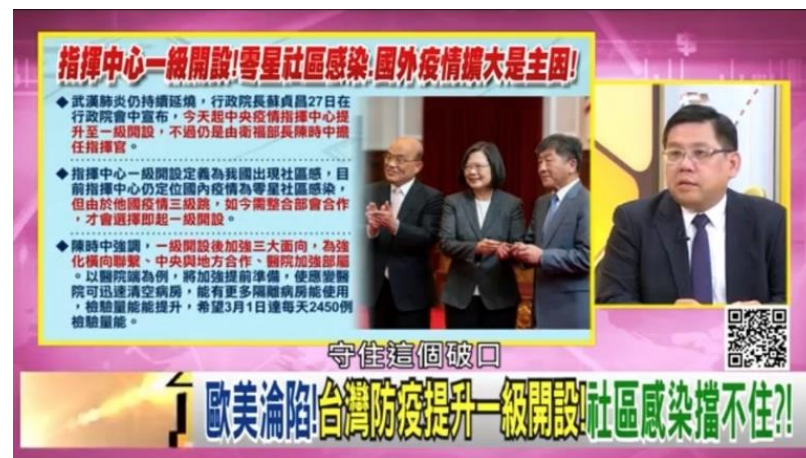 指揮中心一級開設!零星社區感染.國外疫情擴大是主因!
◆武漢肺炎仍持續延燒，行政院長蘇貞昌27日在
行政院會中宣布，今天起中央疫情指揮中心提
升至一級開設，不過仍是由衛福部長陳時中擔
任指揮官。
◆指揮中心一級開設定義為我國出現社區感，目
前指揮中心仍定位國內疫情為零星社區感染，
但由於他國疫情三級跳，如今需整合部會合作
，才會選擇即起一級開設。
◆陳時中強調，一級開設後加強三大面向，為強
化橫向聯繫、中央與地方合作、醫院加強部屬
。以醫院端為例，將加強提前準備，使應變醫
院可迅速清空病房，能有更多隔離病房能使用
，檢驗量能能提升，希望3月1日達每天2450例
檢驗量能。
守住這個破口
歐美淪陷!台灣防疫提升一級開設!社區感染擋不住?!